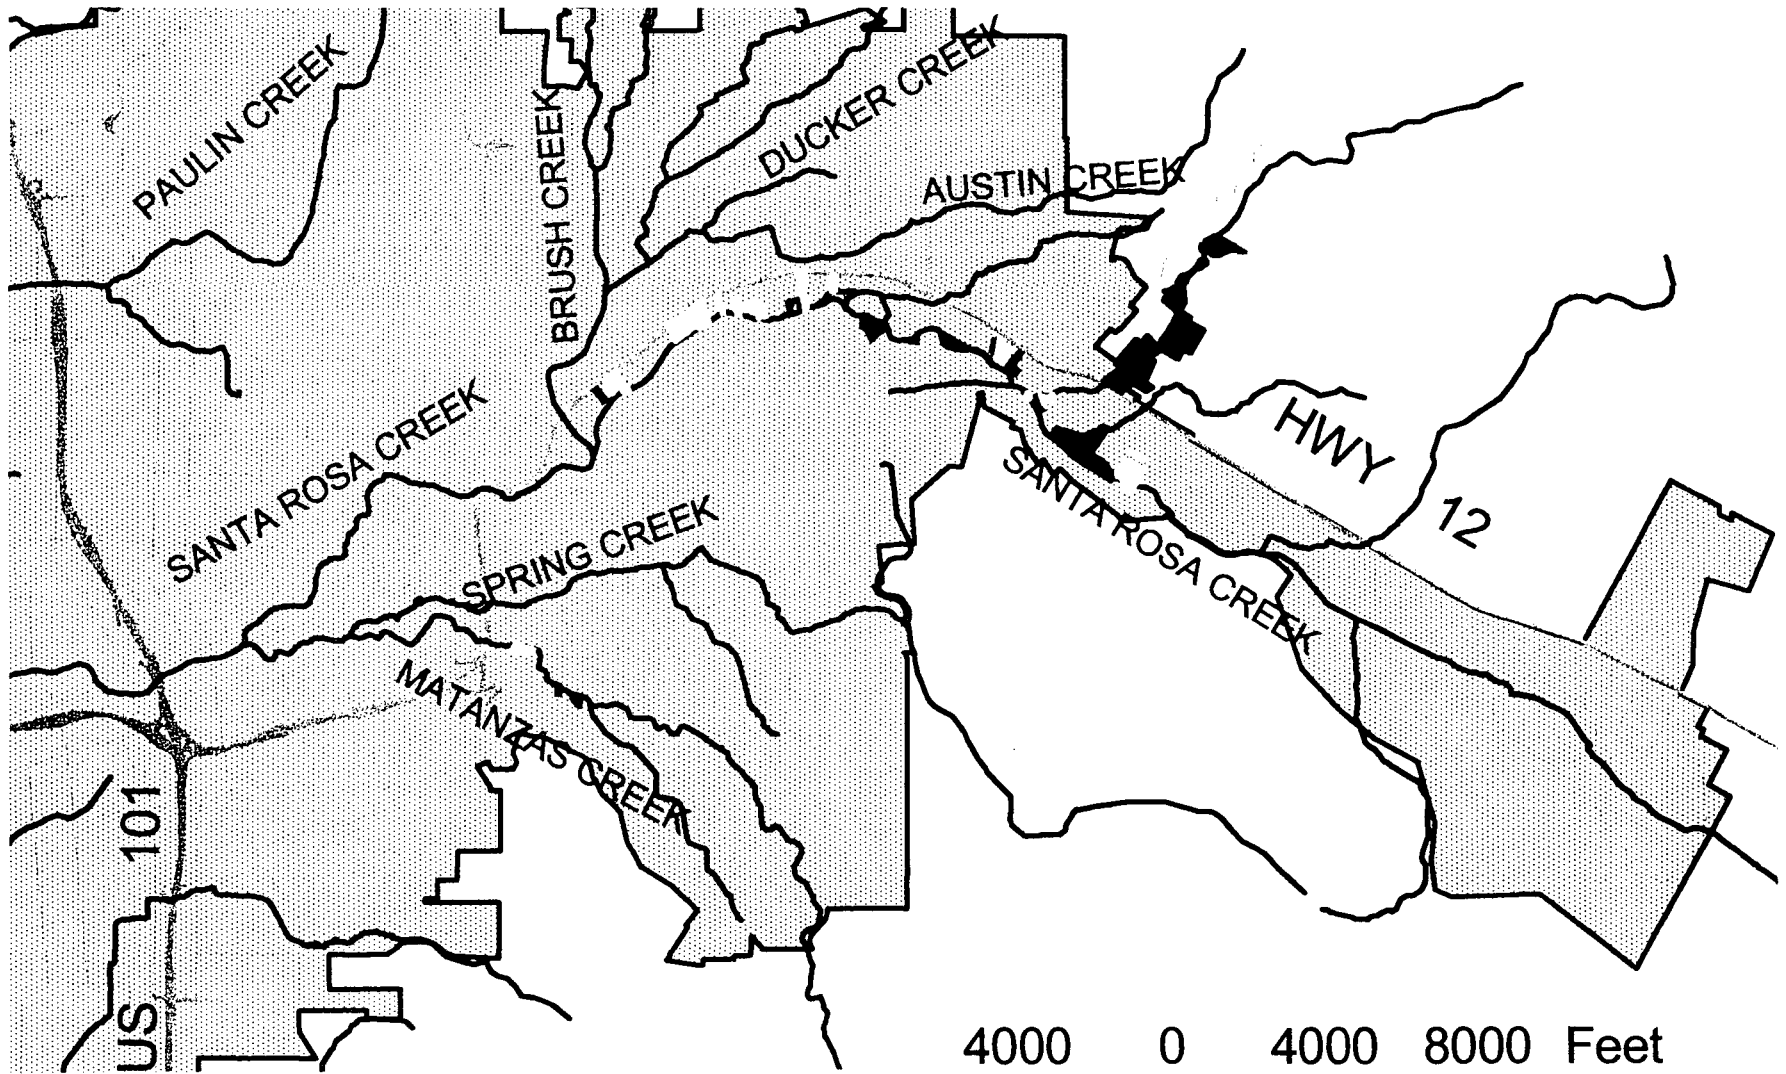 PAULIN CREEK
BRUSH CREEK
DUCKER CREEK
AUSTIN CREEK
SANTA ROSA CREEK
HWY
12
SANTA ROSA CREEK
SPRING CREEK
MATANZAS CREEK
US 101
4000 0 4000 8000 Feet